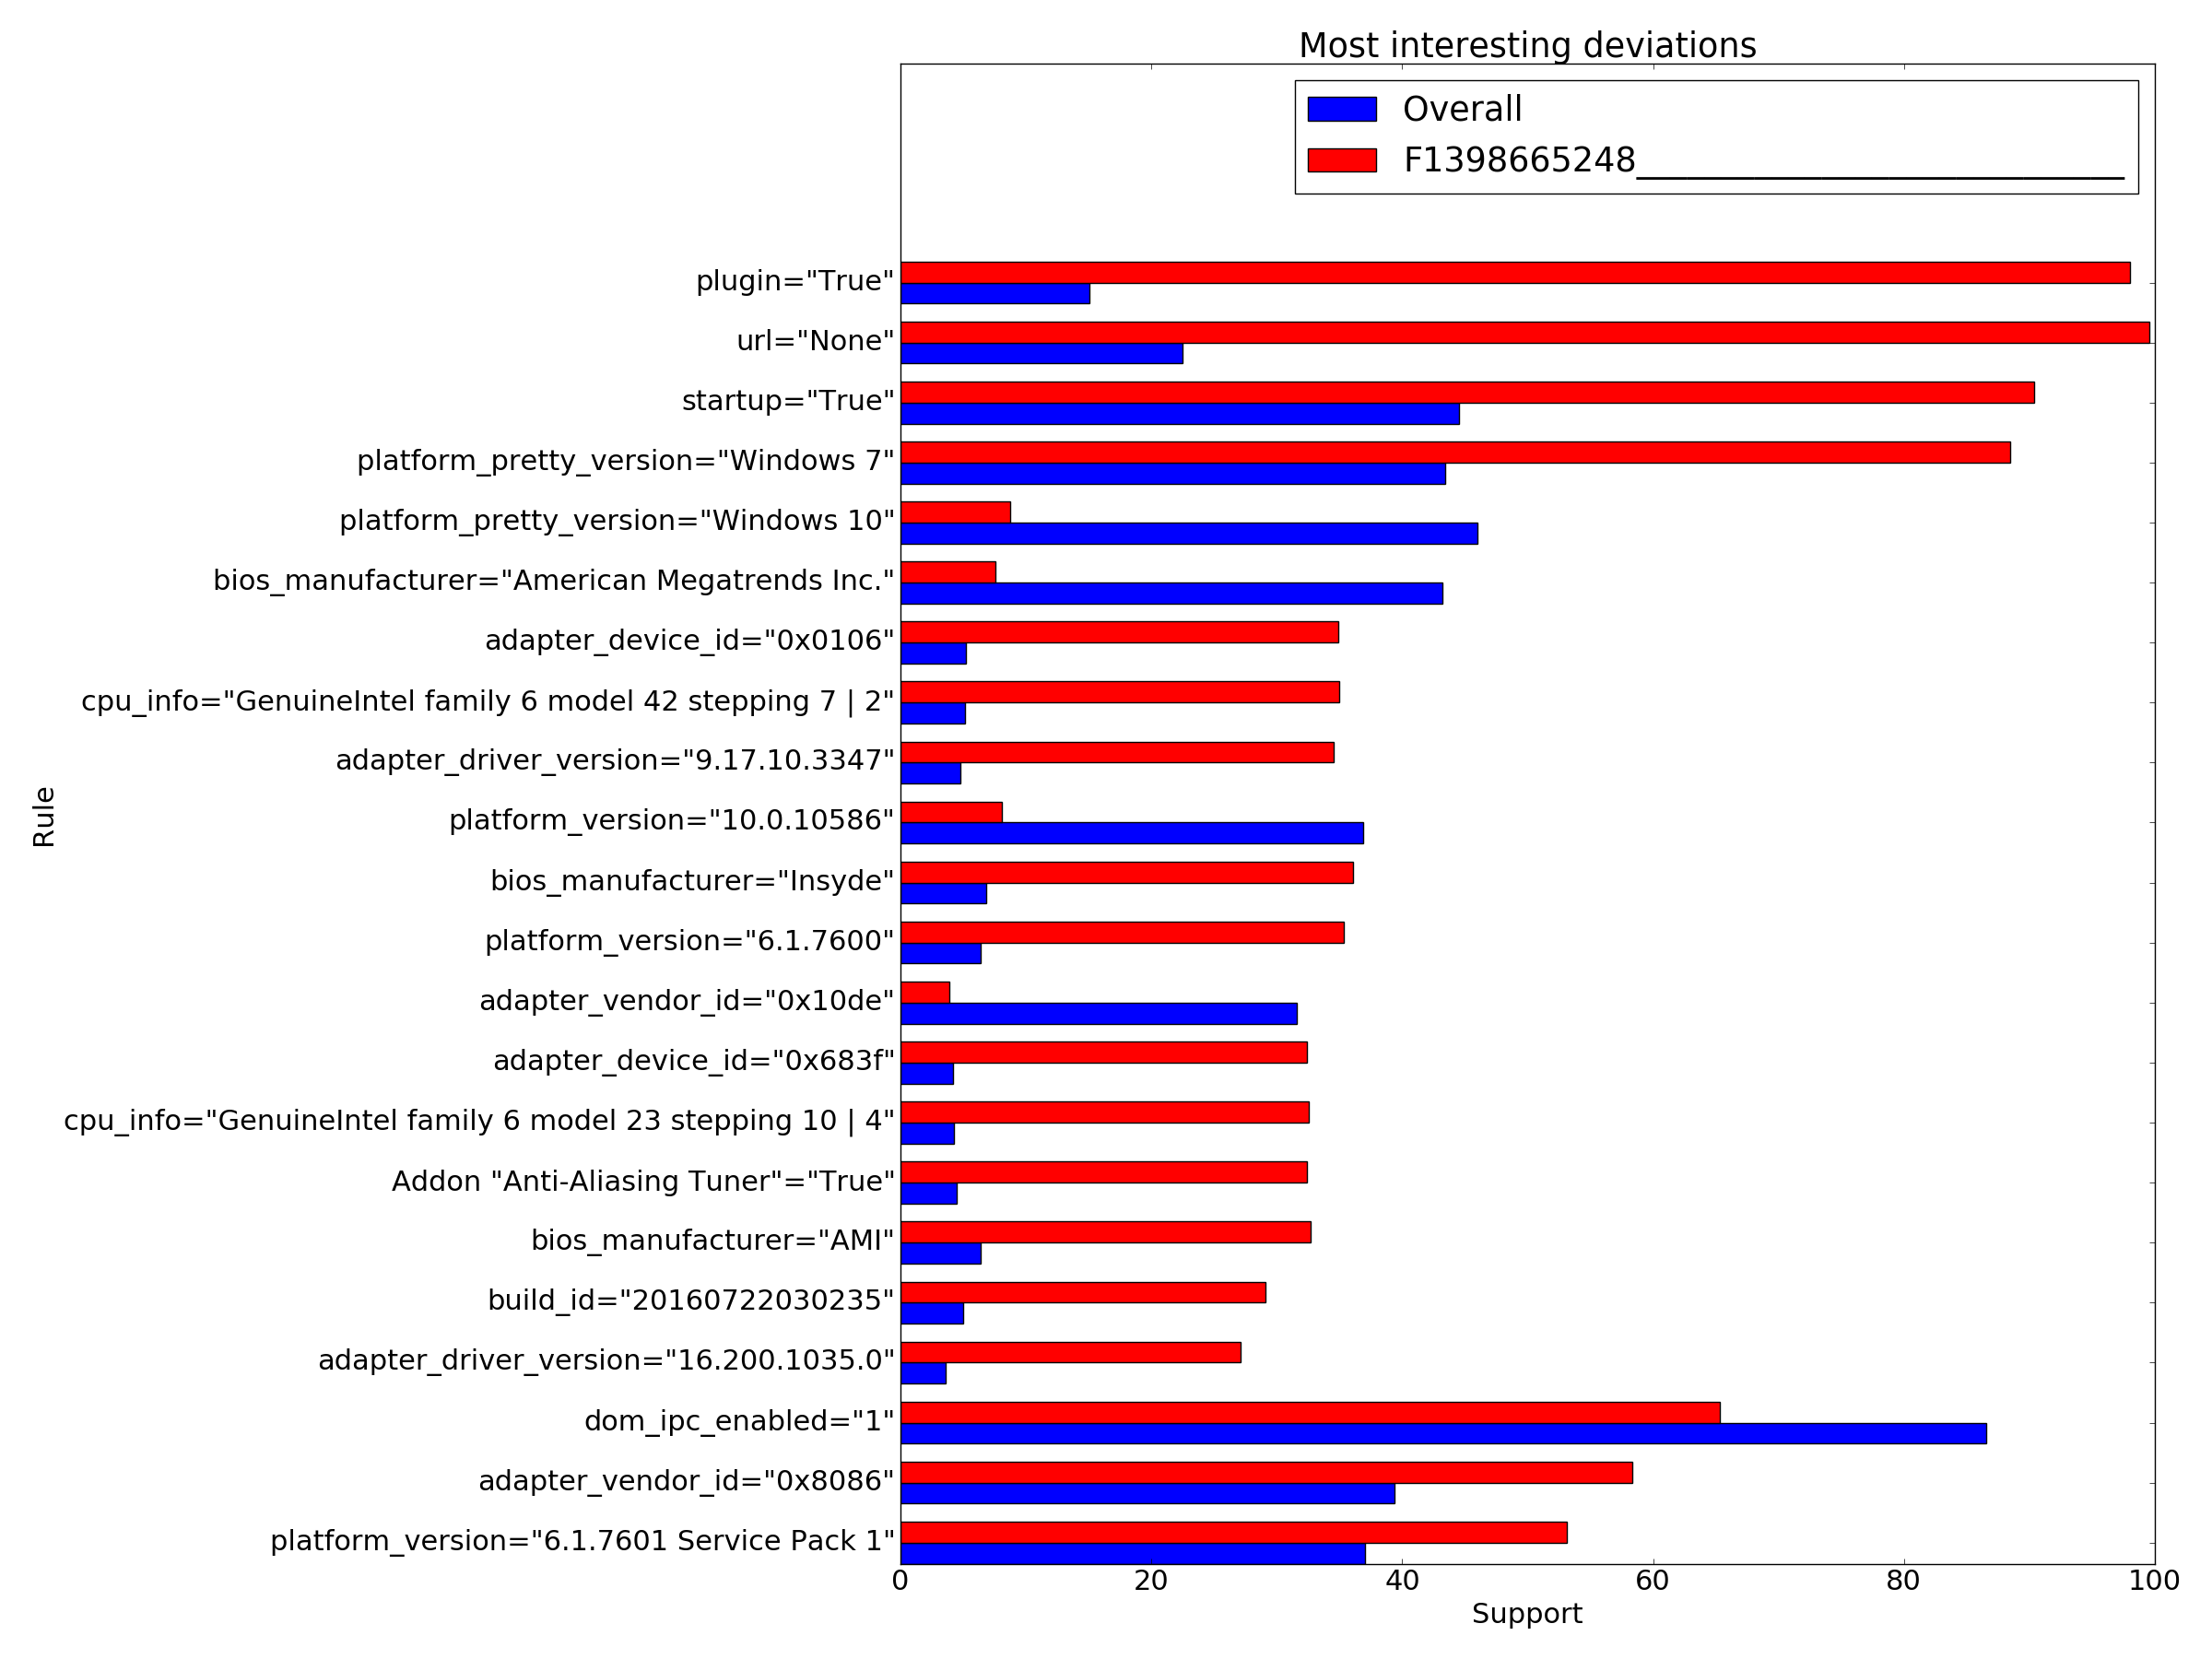 Most interesting deviations
Overall
F1398665248_____________________________
plugin="True"
url="None"
startup="True"
platform_pretty_version="Windows 7"
platform_pretty_version="Windows 10"
bios_manufacturer="American Megatrends Inc."
adapter_device_id="0x0106"
cpu_info="GenuineIntel family 6 model 42 stepping 7 | 2"
adapter_driver_version="9.17.10.3347"
platform_version="10.0.10586"
bios_manufacturer="Insyde"
platform_version="6.1.7600"
adapter_vendor_id="0x10de"
adapter_device_id="0x683f"
cpu_info="GenuineIntel family 6 model 23 stepping 10 | 4"
Addon "Anti-Aliasing Tuner"="True"
bios_manufacturer="AMI"
build_id="20160722030235"
adapter_driver_version="16.200.1035.0"
dom_ipc_enabled="1"
adapter_vendor_id="0x8086"
platform_version="6.1.7601 Service Pack 1"
Rule
0 20 40 60 80 100
Support